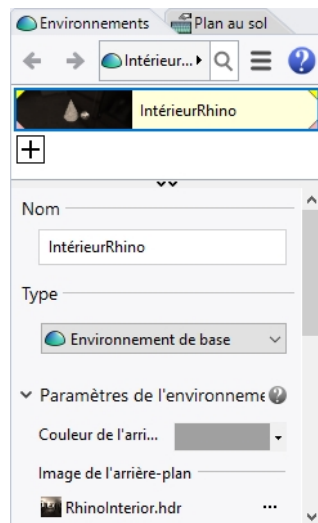 Environnements Plan au sol
Intérieur...
IntérieurRhino
Nom
IntérieurRhino
Type
Environnement de base
Paramètres de l'environneme
Couleur de l'arri...
Image de l'arrière-plan
RhinoInterior.hdr ...